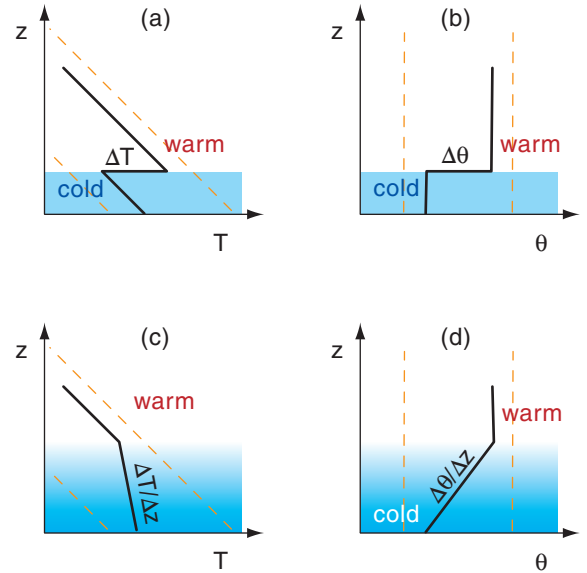 (a)
z
ΔT
warm
cold
T
(b)
z
warm
Δθ
cold
θ
(c)
z
warm
ΔT/Δz
T
(d)
z
warm
Δθ/Δz
cold
θ